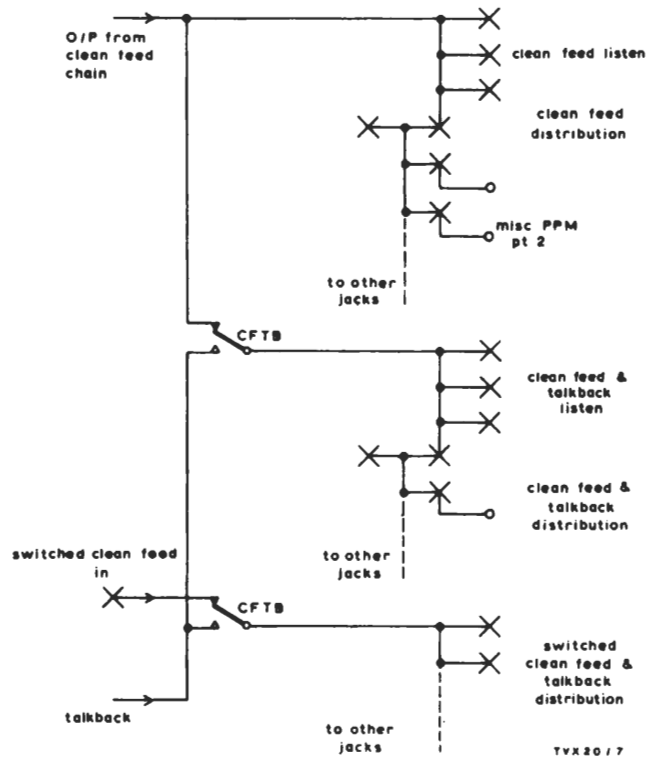 O/P from
clean feed
chain
clean feed listen
clean feed
distribution
misc PPM
pt 2
to other
jacks
CFTB
clean feed &
talkback
listen
clean feed &
talkback
distribution
to other
jacks
switched clean feed
in
CFTB
switched
clean feed &
talkback
distribution
talkback
to other
jacks
TVX20/7